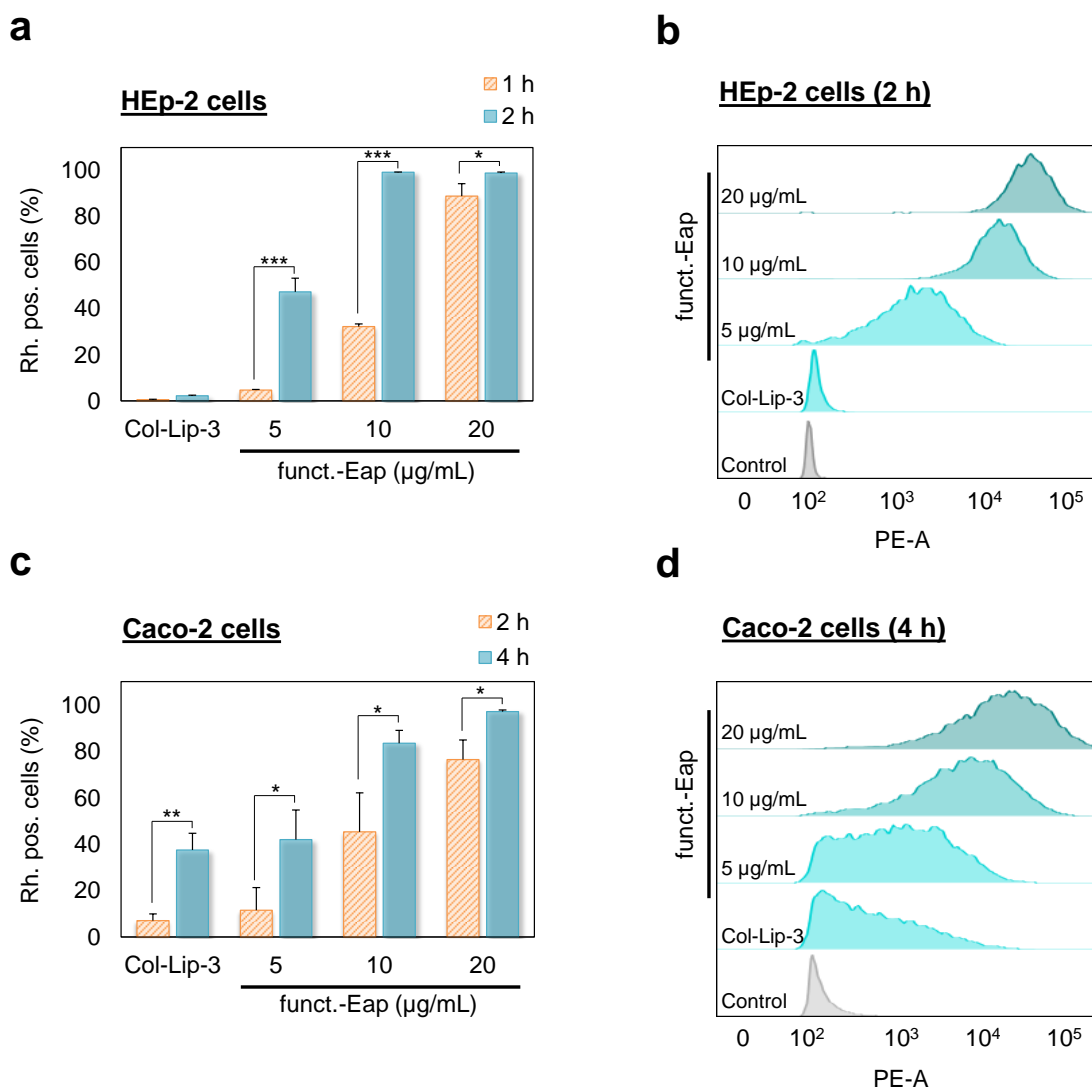 a
HEp-2 cells
1 h
2 h
Rh. pos. cells (%)
100
80
60
40
20
0
***
***
*
Col-Lip-3 5 10 20
funct.-Eap (µg/mL)
b
HEp-2 cells (2 h)
funct.-Eap
20 µg/mL
10 µg/mL
5 µg/mL
Col-Lip-3
Control
0 10² 10³ 10⁴ 10⁵
PE-A
c
Caco-2 cells
2 h
4 h
Rh. pos. cells (%)
100
80
60
40
20
0
**
*
*
*
Col-Lip-3 5 10 20
funct.-Eap (µg/mL)
d
Caco-2 cells (4 h)
funct.-Eap
20 µg/mL
10 µg/mL
5 µg/mL
Col-Lip-3
Control
0 10² 10³ 10⁴ 10⁵
PE-A